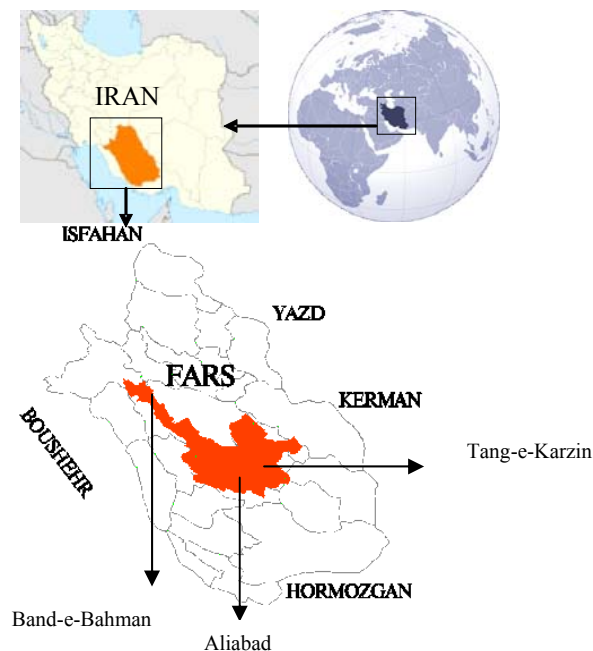 IRAN
ISFAHAN
YAZD
FARS
KERMAN
BOUSHEHR
Tang-e-Karzin
HORMOZGAN
Band-e-Bahman
Aliabad